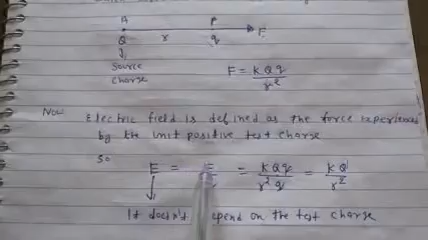 A P
F
Q r q
Source
charge
F = KQq / r²
Now Electric field is defined as the force experienced
by the unit positive test charge
So
E = F = KQq / r² q = KQ / r²
It doesn't depend on the test charge